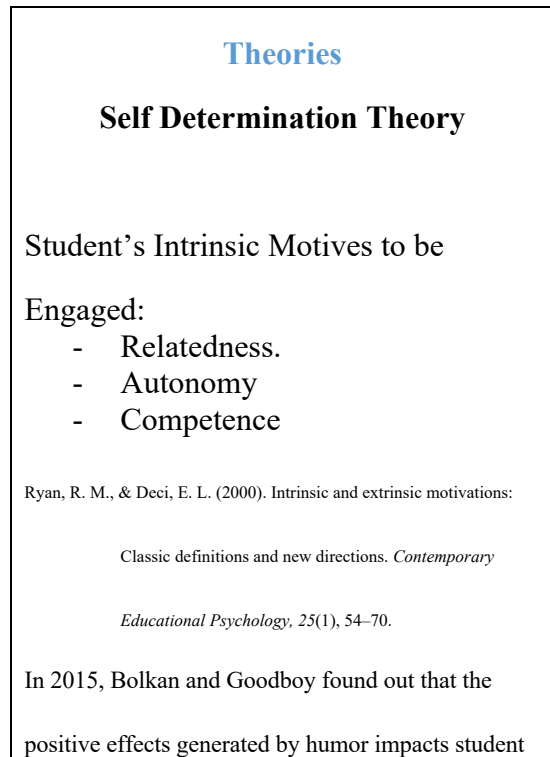 Theories
Self Determination Theory
Student’s Intrinsic Motives to be
Engaged:
- Relatedness.
- Autonomy
- Competence
Ryan, R. M., & Deci, E. L. (2000). Intrinsic and extrinsic motivations:
Classic definitions and new directions. Contemporary
Educational Psychology, 25(1), 54–70.
In 2015, Bolkan and Goodboy found out that the
positive effects generated by humor impacts student